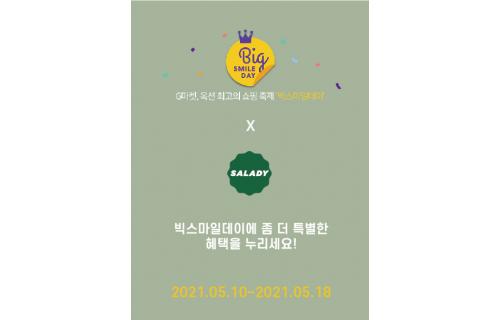 Big
SMILE
DAY
G마켓, 옥션 최고의 쇼핑 축제 '빅스마일데이'
X
SALADY
빅스마일데이에 좀 더 특별한
혜택을 누리세요!
2021.05.10-2021.05.18